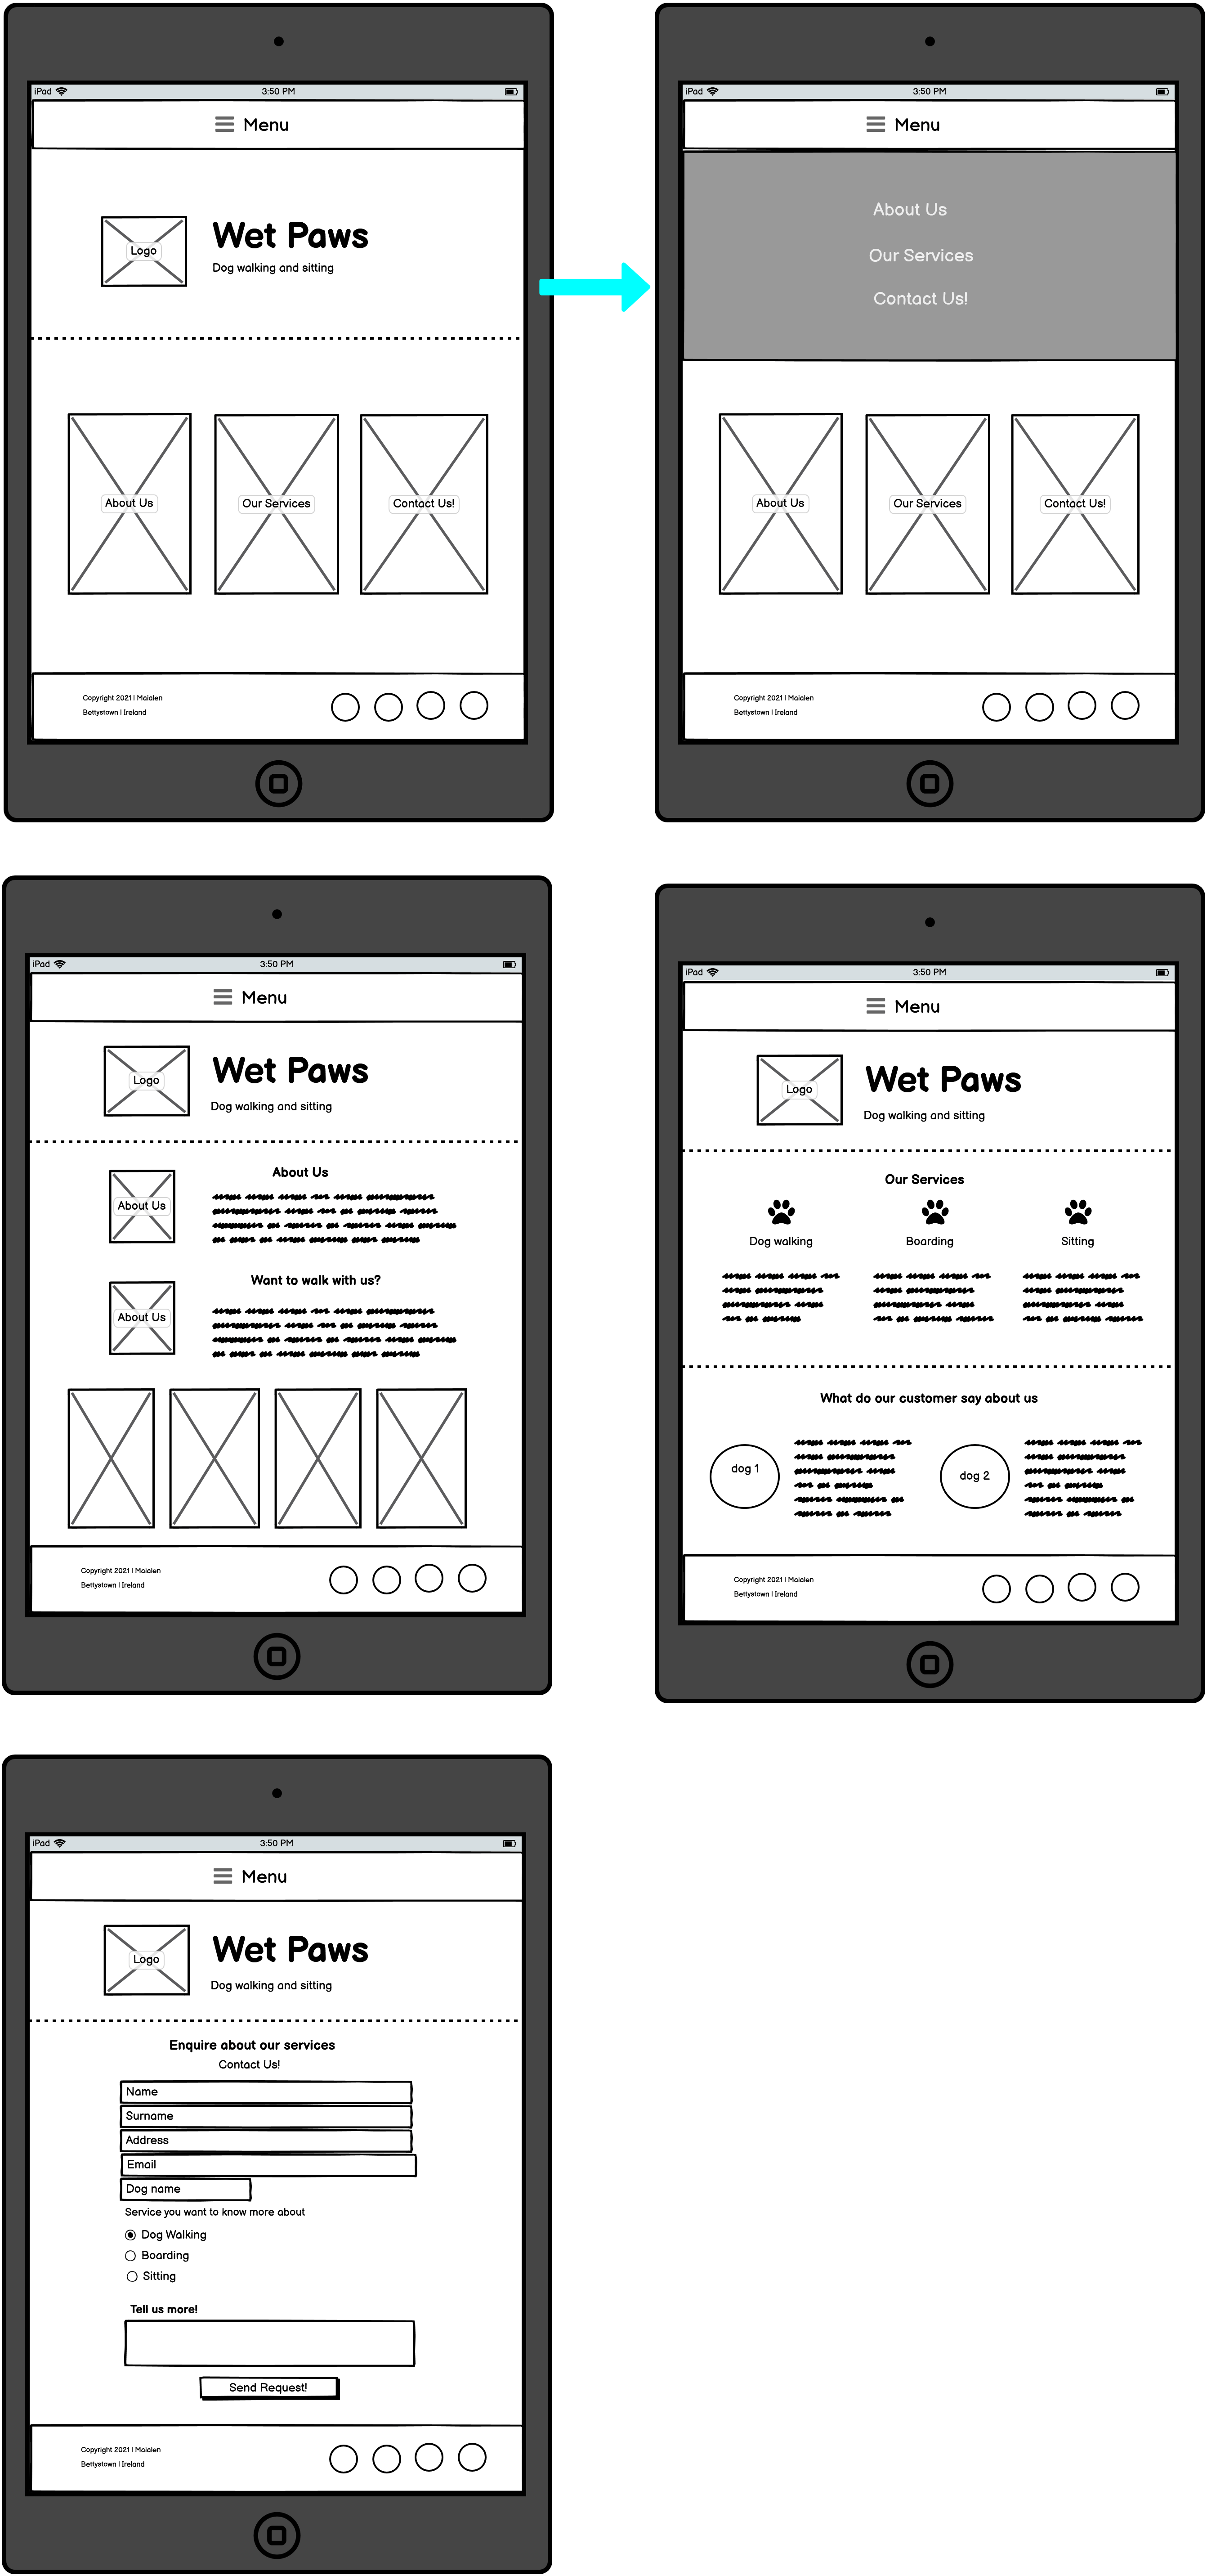 iPad 3:50 PM
Menu
Logo
Wet Paws
Dog walking and sitting
About Us Our Services Contact Us!
Copyright 2021 | Maialen
Bettystown | Ireland
iPad 3:50 PM
Menu
About Us
Our Services
Contact Us!
About Us Our Services Contact Us!
Copyright 2021 | Maialen
Bettystown | Ireland
iPad 3:50 PM
Menu
Logo
Wet Paws
Dog walking and sitting
About Us
About Us
Want to walk with us?
About Us
Copyright 2021 | Maialen
Bettystown | Ireland
iPad 3:50 PM
Menu
Logo
Wet Paws
Dog walking and sitting
Our Services
Dog walking Boarding Sitting
What do our customer say about us
dog 1 dog 2
Copyright 2021 | Maialen
Bettystown | Ireland
iPad 3:50 PM
Menu
Logo
Wet Paws
Dog walking and sitting
Enquire about our services
Contact Us!
Name
Surname
Address
Email
Dog name
Service you want to know more about
Dog Walking
Boarding
Sitting
Tell us more!
Send Request!
Copyright 2021 | Maialen
Bettystown | Ireland